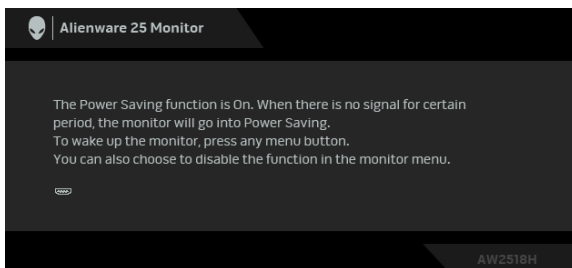 Alienware 25 Monitor
The Power Saving function is On. When there is no signal for certain
period, the monitor will go into Power Saving.
To wake up the monitor, press any menu button.
You can also choose to disable the function in the monitor menu.
AW2518H